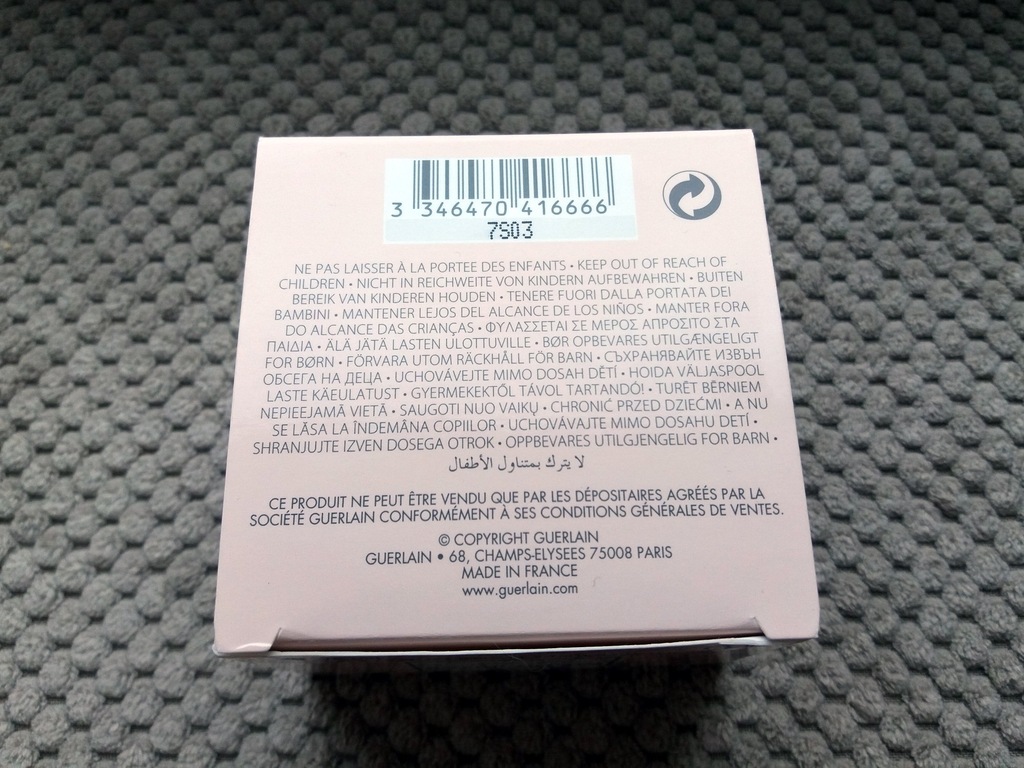 3 346470 416666
7S03
NE PAS LAISSER À LA PORTEE DES ENFANTS • KEEP OUT OF REACH OF
CHILDREN • NICHT IN REICHWEITE VON KINDERN AUFBEWAHREN • BUITEN
BEREIK VAN KINDEREN HOUDEN • TENERE FUORI DALLA PORTATA DEI
BAMBINI • MANTENER LEJOS DEL ALCANCE DE LOS NIÑOS • MANTER FORA
DO ALCANCE DAS CRIANÇAS • ΦΥΛΑΣΣΕΤΑΙ ΣΕ ΜΕΡΟΣ ΑΠΡΟΣΙΤΟ ΣΤΑ
ΠΑΙΔΙΑ • ÄLÄ JÄTÄ LASTEN ULOTTUVILLE • BØR OPBEVARES UTILGÆNGELIGT
FOR BØRN • FÖRVARA UTOM RÄCKHÅLL FÖR BARN • СЪХРАНЯВАЙТЕ ИЗВЪН
ОБСЕГА НА ДЕЦА • UCHOVÁVEJTE MIMO DOSAH DĚTÍ • HOIDA VÄLJASPOOL
LASTE KÄEULATUST • GYERMEKEKTŐL TÁVOL TARTANDÓ! • TURĒT BĒRNIEM
NEPIEEJAMĀ VIETĀ • SAUGOTI NUO VAIKŲ • CHRONIĆ PRZED DZIEĆMI • A NU
SE LĂSA LA ÎNDEMÂNA COPIILOR • UCHOVÁVAJTE MIMO DOSAHU DETÍ •
SHRANJUJTE IZVEN DOSEGA OTROK • OPPBEVARES UTILGJENGELIG FOR BARN •
لا يترك بمتناول الأطفال
CE PRODUIT NE PEUT ÊTRE VENDU QUE PAR LES DÉPOSITAIRES AGRÉÉS PAR LA
SOCIÉTÉ GUERLAIN CONFORMÉMENT À SES CONDITIONS GÉNÉRALES DE VENTES.
© COPYRIGHT GUERLAIN
GUERLAIN • 68, CHAMPS-ELYSEES 75008 PARIS
MADE IN FRANCE
www.guerlain.com